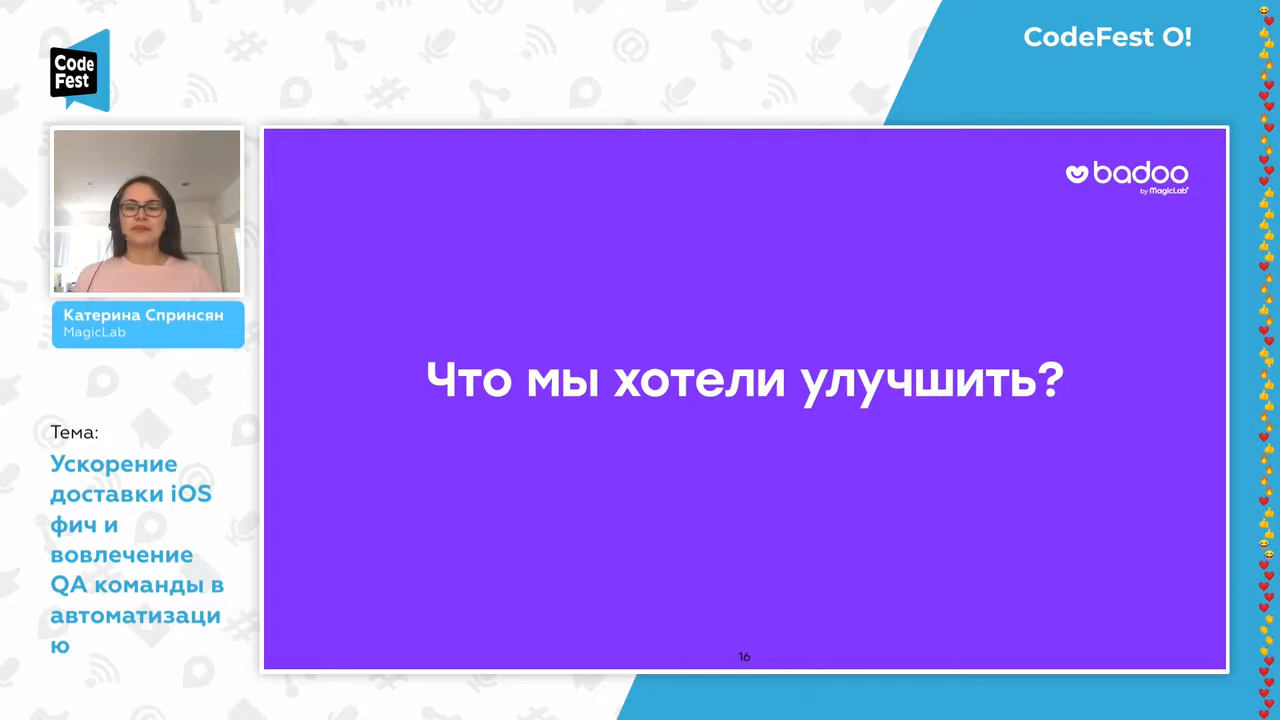 Code
Fest
CodeFest О!
badoo
by MagicLab
Катерина Спринсян
MagicLab
Что мы хотели улучшить?
Тема:
Ускорение
доставки iOS
фич и
вовлечение
QA команды в
автоматизаци
ю
16